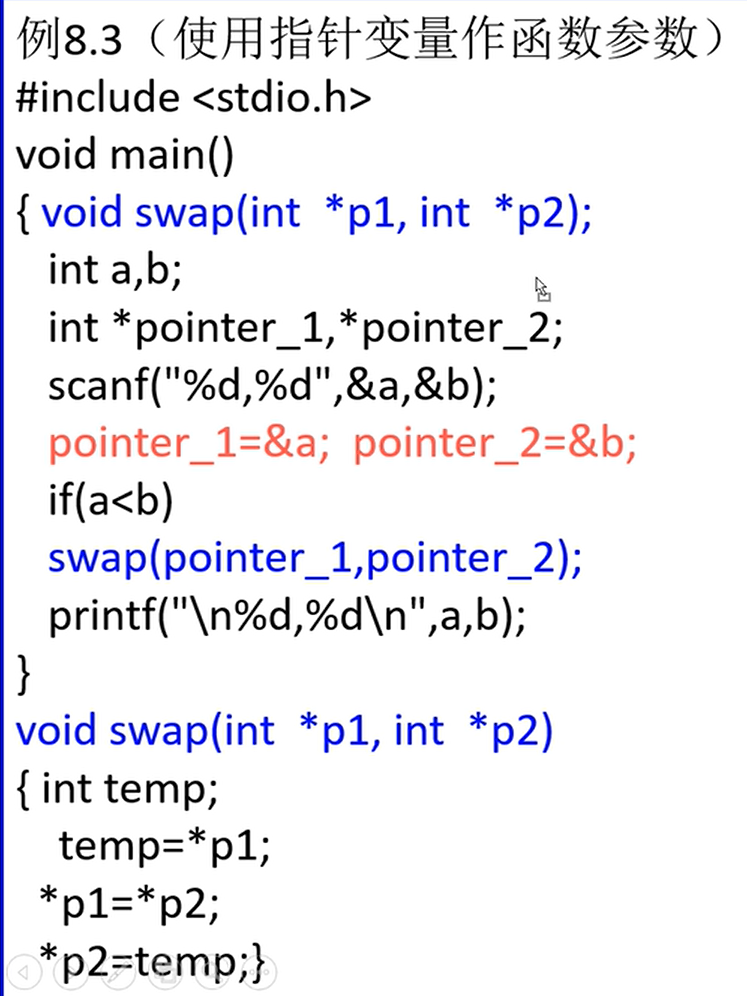 例8.3（使用指针变量作函数参数）
#include <stdio.h>
void main()
{ void swap(int  *p1, int  *p2);
int a,b;
int *pointer_1,*pointer_2;
scanf("%d,%d",&a,&b);
pointer_1=&a;  pointer_2=&b;
if(a<b)
swap(pointer_1,pointer_2);
printf("\n%d,%d\n",a,b);
}
void swap(int  *p1, int  *p2)
{ int temp;
temp=*p1;
*p1=*p2;
*p2=temp;}